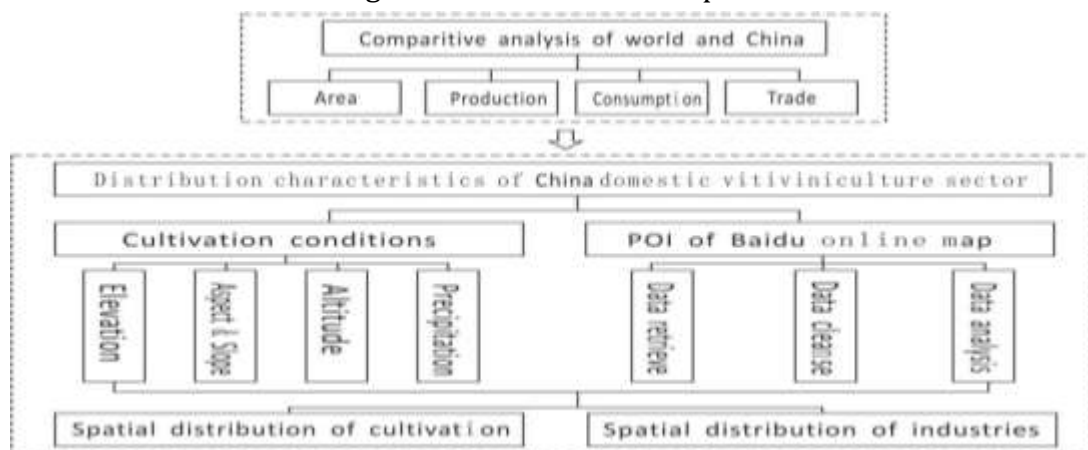 Comparitive analysis of world and China
Area
Production
Consumption
Trade
Distribution characteristics of China domestic vitiviniculture sector
Cultivation conditions
POI of Baidu online map
Elevation
Aspect & Slope
Altitude
Precipitation
Data retrieve
Data cleanse
Data analysis
Spatial distribution of cultivation
Spatial distribution of industries